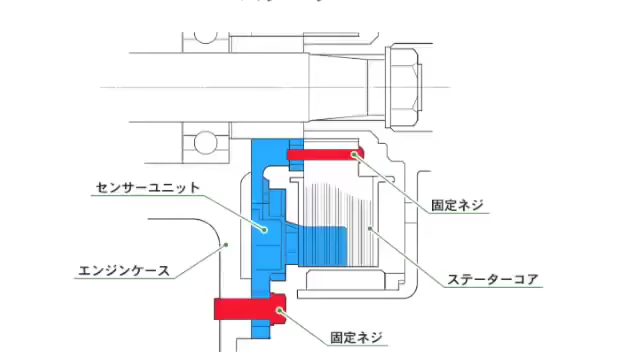 センサーユニット
固定ネジ
エンジンケース
ステーターコア
固定ネジ